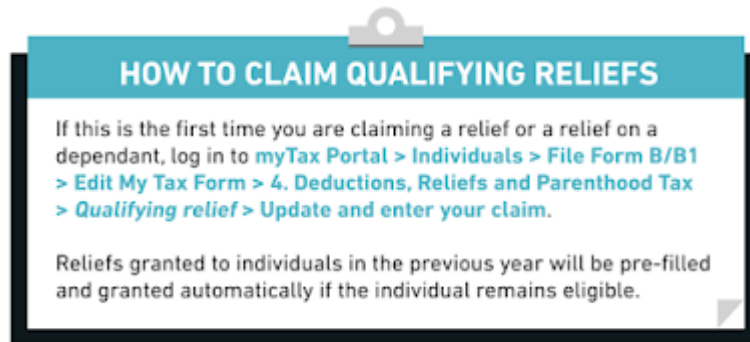 HOW TO CLAIM QUALIFYING RELIEFS
If this is the first time you are claiming a relief or a relief on a
dependant, log in to myTax Portal > Individuals > File Form B/B1
> Edit My Tax Form > 4. Deductions, Reliefs and Parenthood Tax
> Qualifying relief > Update and enter your claim.
Reliefs granted to individuals in the previous year will be pre-filled
and granted automatically if the individual remains eligible.